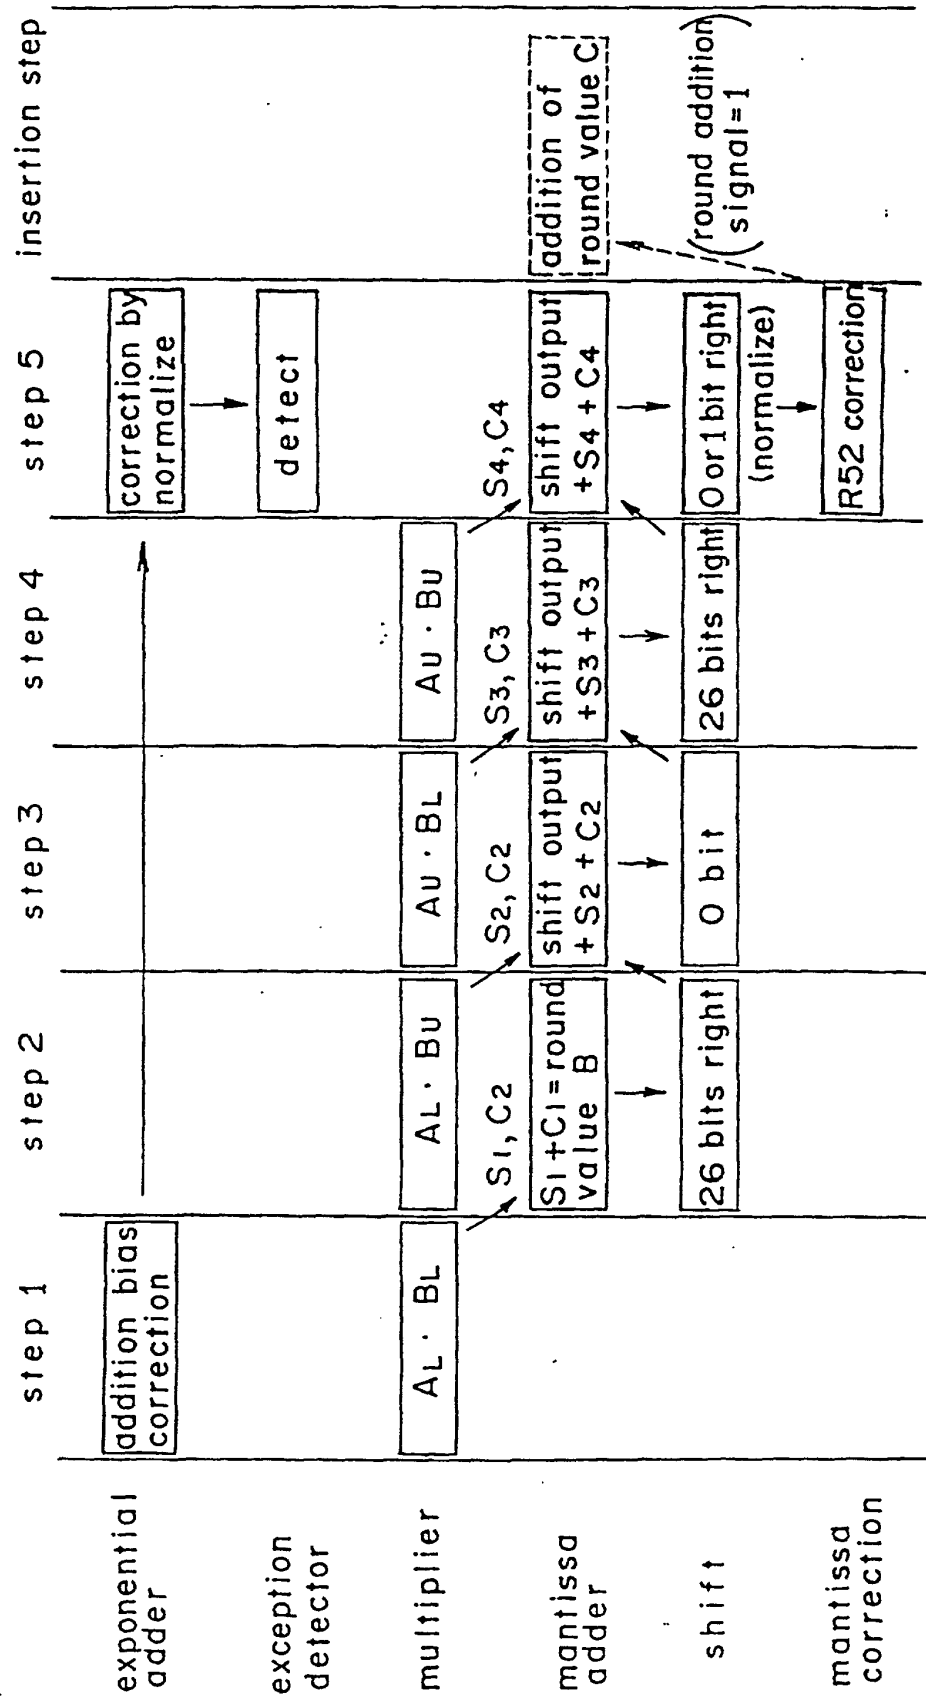 step 1
step 2
step 3
step 4
step 5
insertion step
exponential
adder
addition bias
correction
correction by
normalize
exception
detector
detect
multiplier
AL · BL
AL · BU
AU · BL
AU · BU
S1, C2
S2, C2
S3, C3
S4, C4
mantissa
adder
S1+C1=round
value B
shift output
+ S2 + C2
shift output
+ S3 + C3
shift output
+ S4 + C4
addition of
round value C
shift
26 bits right
0 bit
26 bits right
0 or 1 bit right
(normalize)
(round addition
signal=1)
mantissa
correction
R52 correction